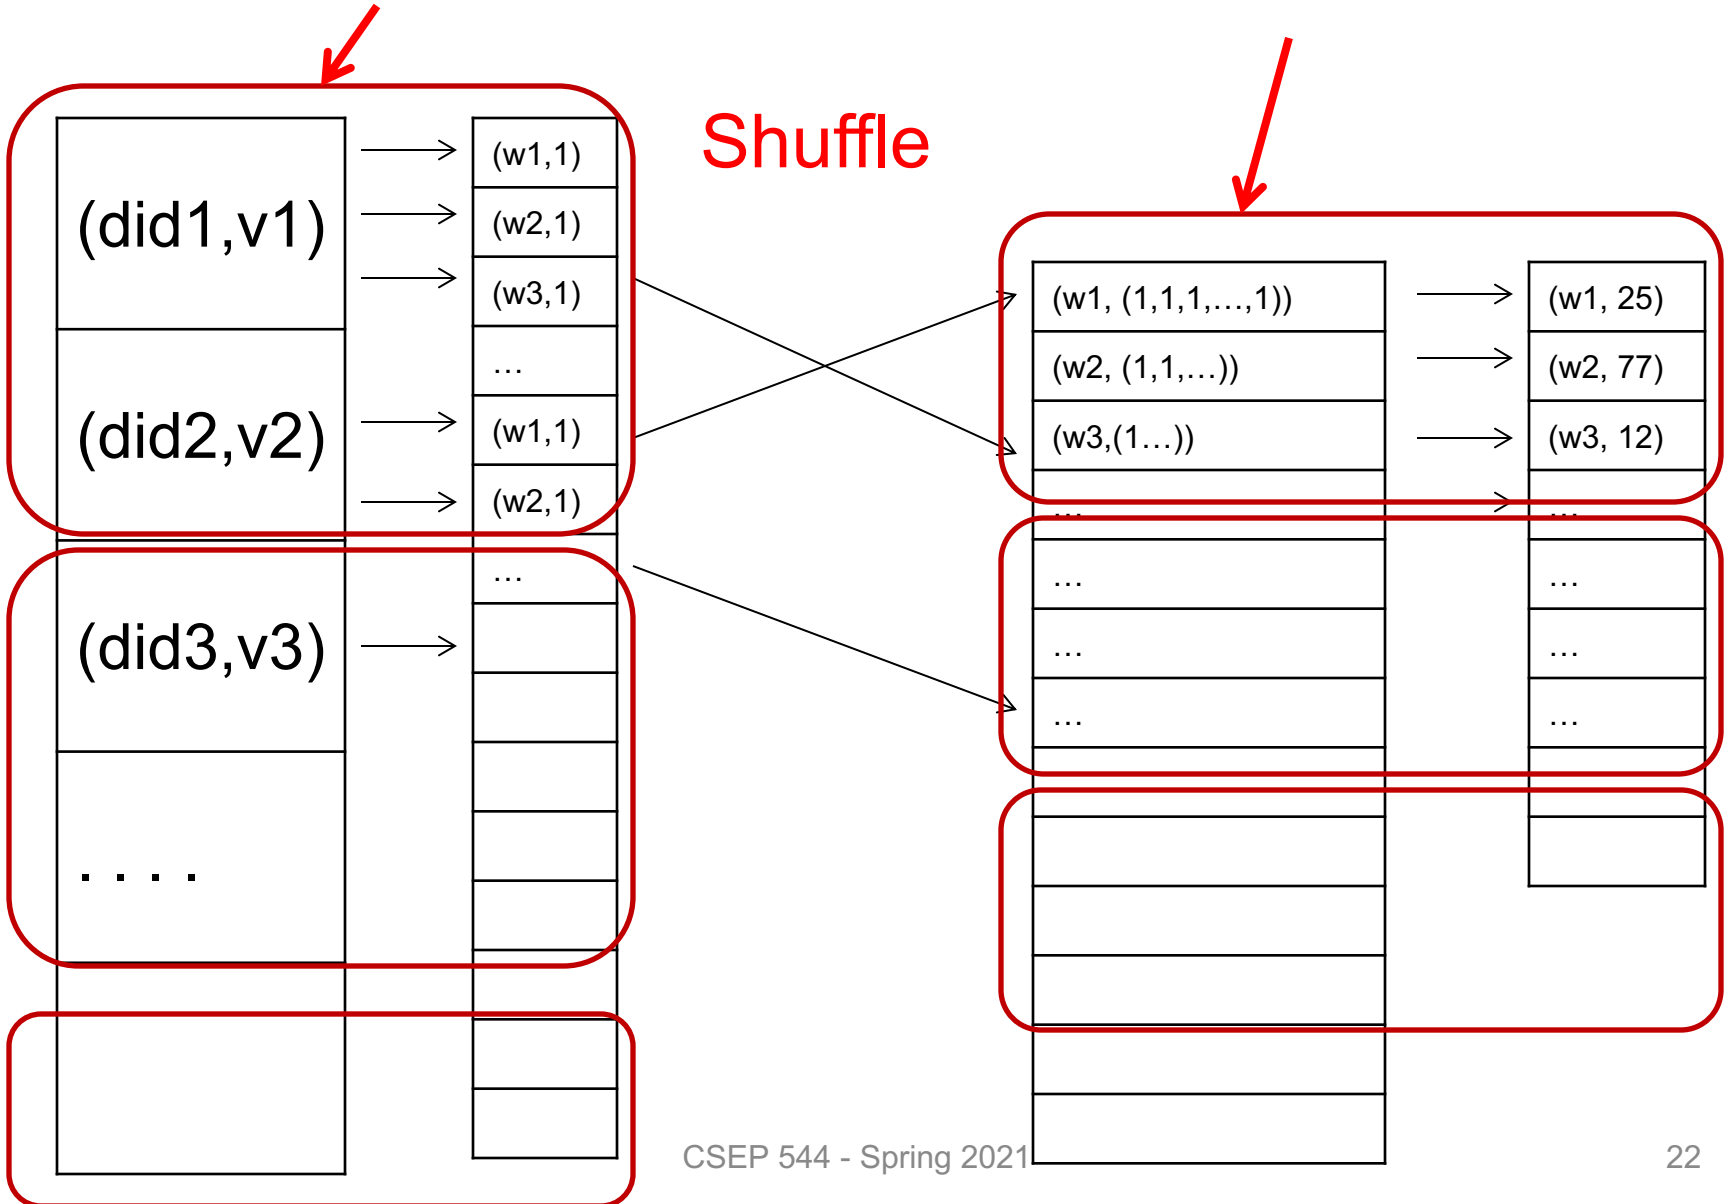 Shuffle
(did1,v1)
(did2,v2)
(did3,v3)
. . . .
(w1,1)
(w2,1)
(w3,1)
…
(w1,1)
(w2,1)
…
(w1, (1,1,1,…,1))
(w2, (1,1,…))
(w3,(1…))
…
…
…
…
(w1, 25)
(w2, 77)
(w3, 12)
…
…
…
…
CSEP 544 - Spring 2021
22